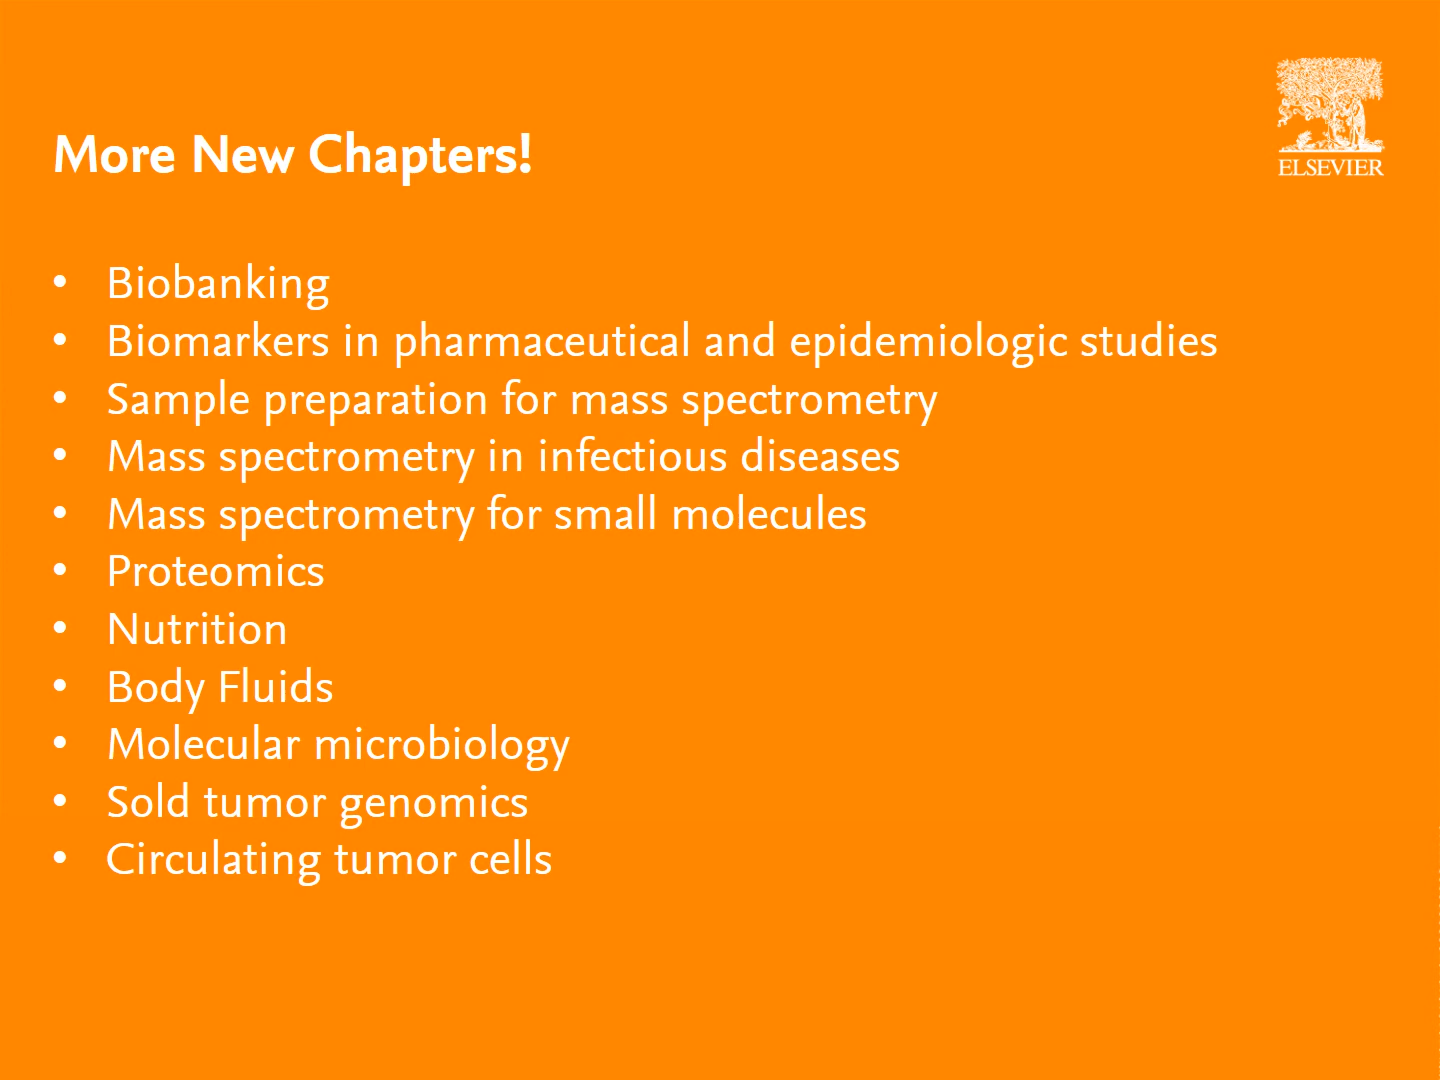 ELSEVIER
More New Chapters!
• Biobanking
• Biomarkers in pharmaceutical and epidemiologic studies
• Sample preparation for mass spectrometry
• Mass spectrometry in infectious diseases
• Mass spectrometry for small molecules
• Proteomics
• Nutrition
• Body Fluids
• Molecular microbiology
• Sold tumor genomics
• Circulating tumor cells